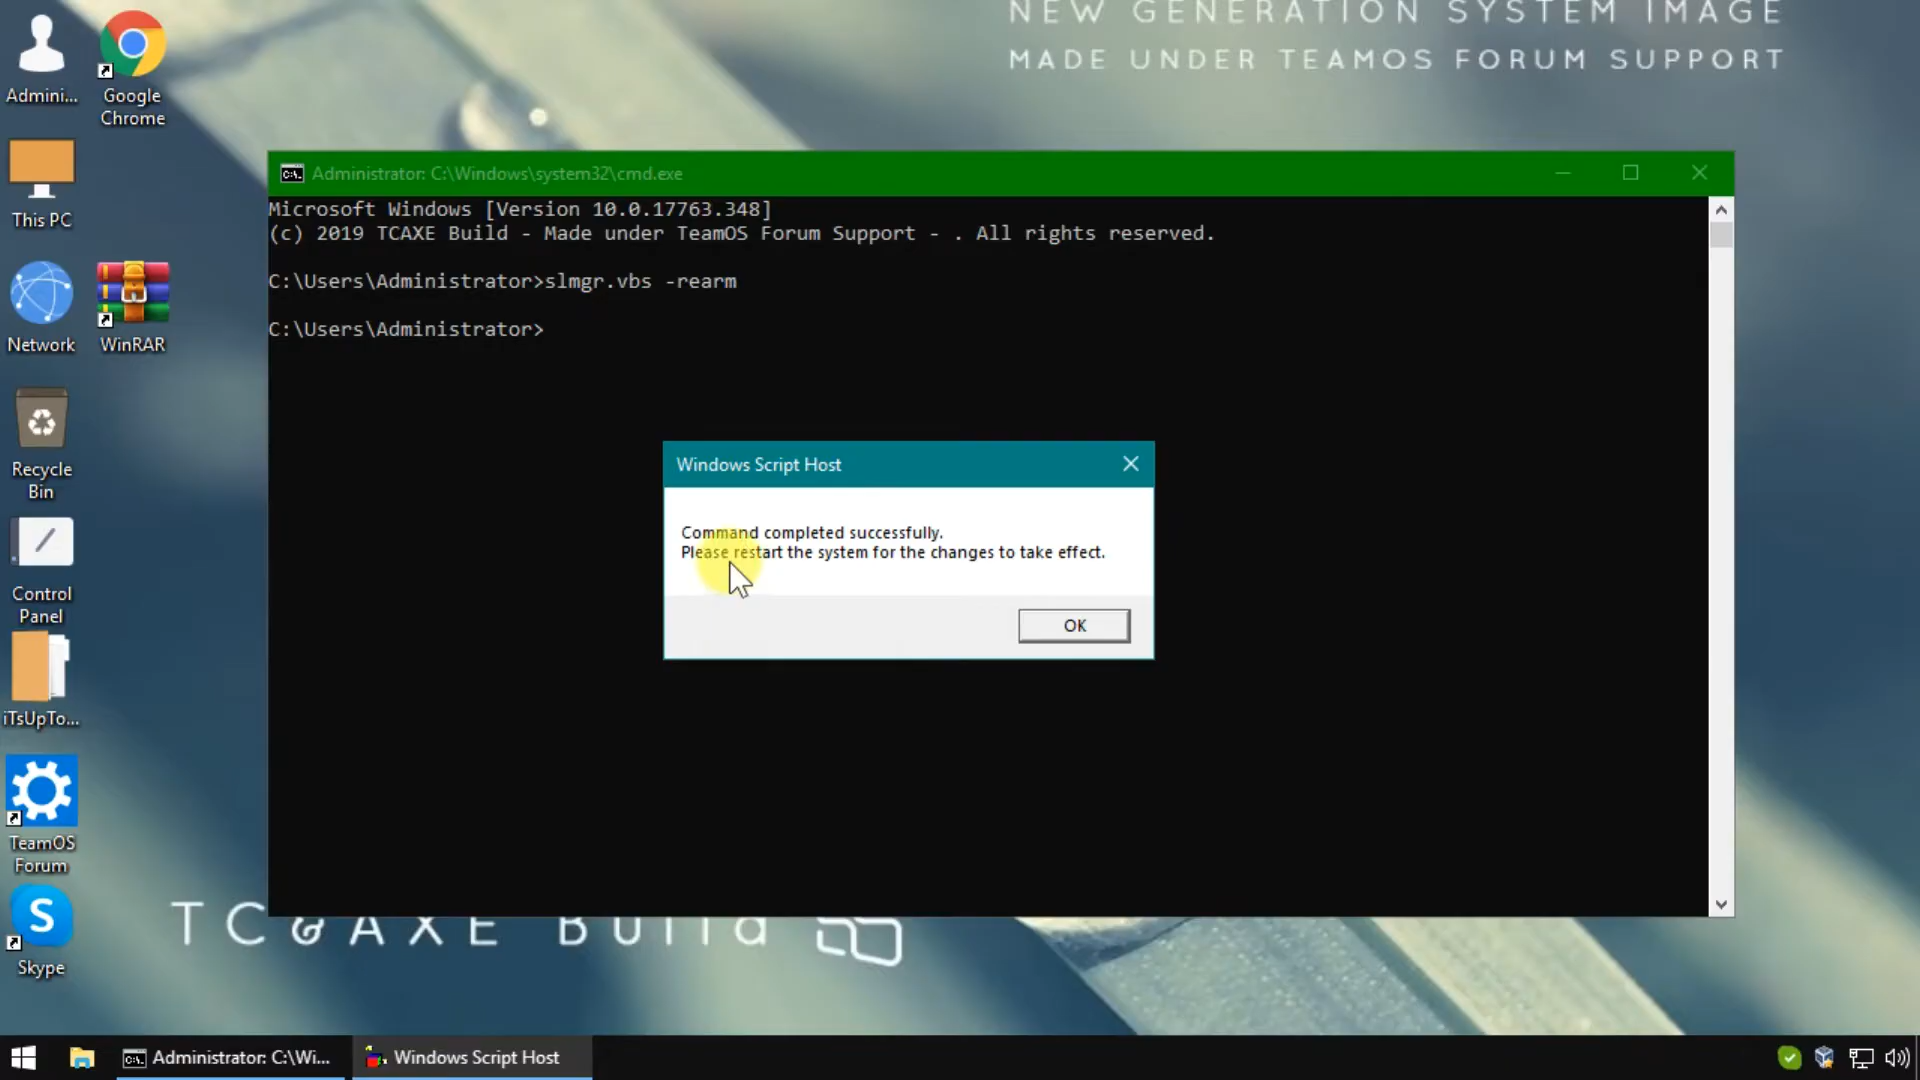 NEW GENERATION SYSTEM IMAGE
MADE UNDER TEAMOS FORUM SUPPORT
Admini...
Google
Chrome
This PC
Network
WinRAR
Recycle
Bin
Control
Panel
iTsUpTo...
TeamOS
Forum
S
Skype
Administrator: C:\Windows\system32\cmd.exe
Microsoft Windows [Version 10.0.17763.348]
(c) 2019 TCAXE Build - Made under TeamOS Forum Support - . All rights reserved.
C:\Users\Administrator>slmgr.vbs -rearm
C:\Users\Administrator>
Windows Script Host
Command completed successfully.
Please restart the system for the changes to take effect.
OK
TC&AXE Build
Administrator: C:\Wi...
Windows Script Host